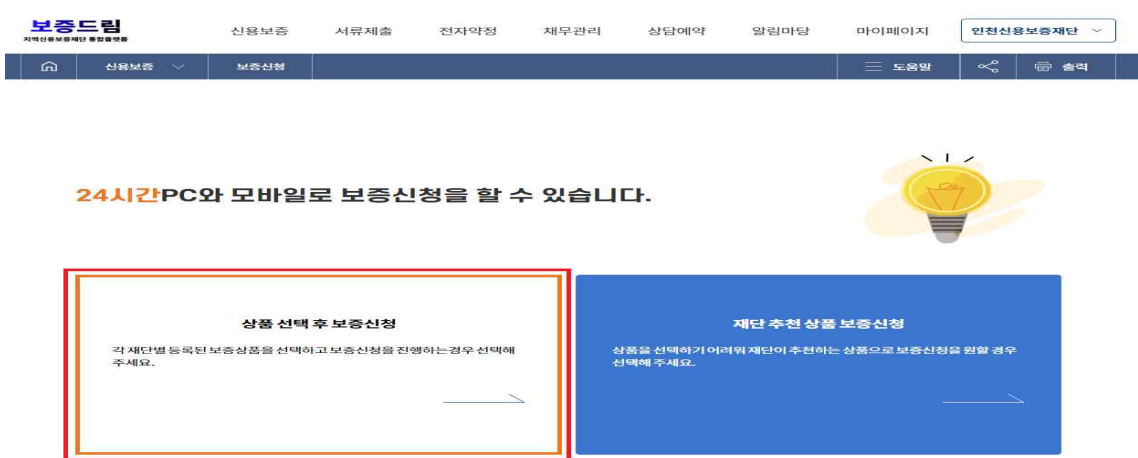 보증드림
지역신용보증재단 통합플랫폼
신용보증 서류제출 전자약정 채무관리 상담예약 알림마당 마이페이지 인천신용보증재단
신용보증 보증신청 도움말 출력
24시간PC와 모바일로 보증신청을 할 수 있습니다.
상품 선택 후 보증신청
각 재단별 등록된 보증상품을 선택하고 보증신청을 진행하는경우 선택해
주세요.
재단 추천 상품 보증신청
상품을 선택하기 어려워 재단이 추천하는 상품으로 보증신청을 원할 경우
선택해 주세요.